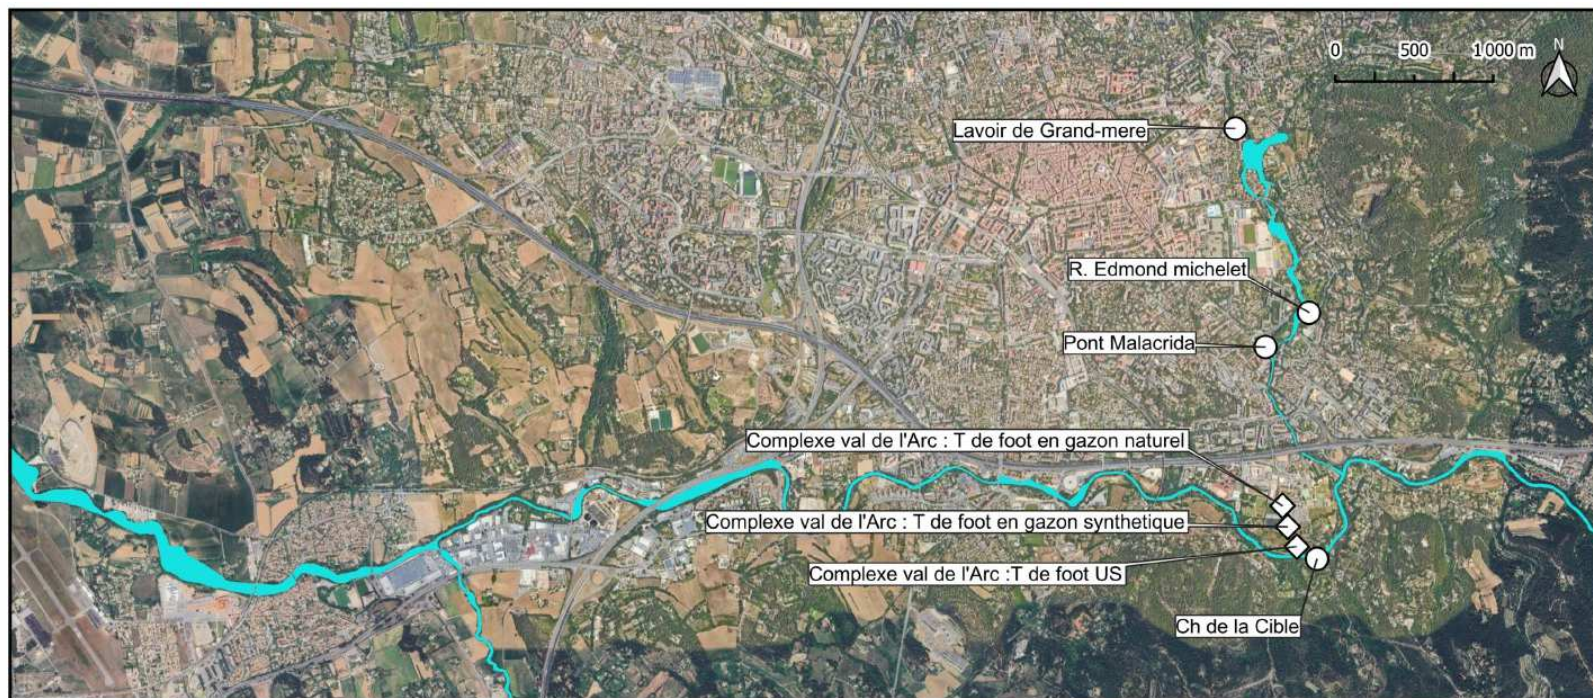 0 500 1 000 m
N
Lavoir de Grand-mere
R. Edmond michelet
Pont Malacrida
Complexe val de l'Arc : T de foot en gazon naturel
Complexe val de l'Arc : T de foot en gazon synthetique
Complexe val de l'Arc :T de foot US
Ch de la Cible